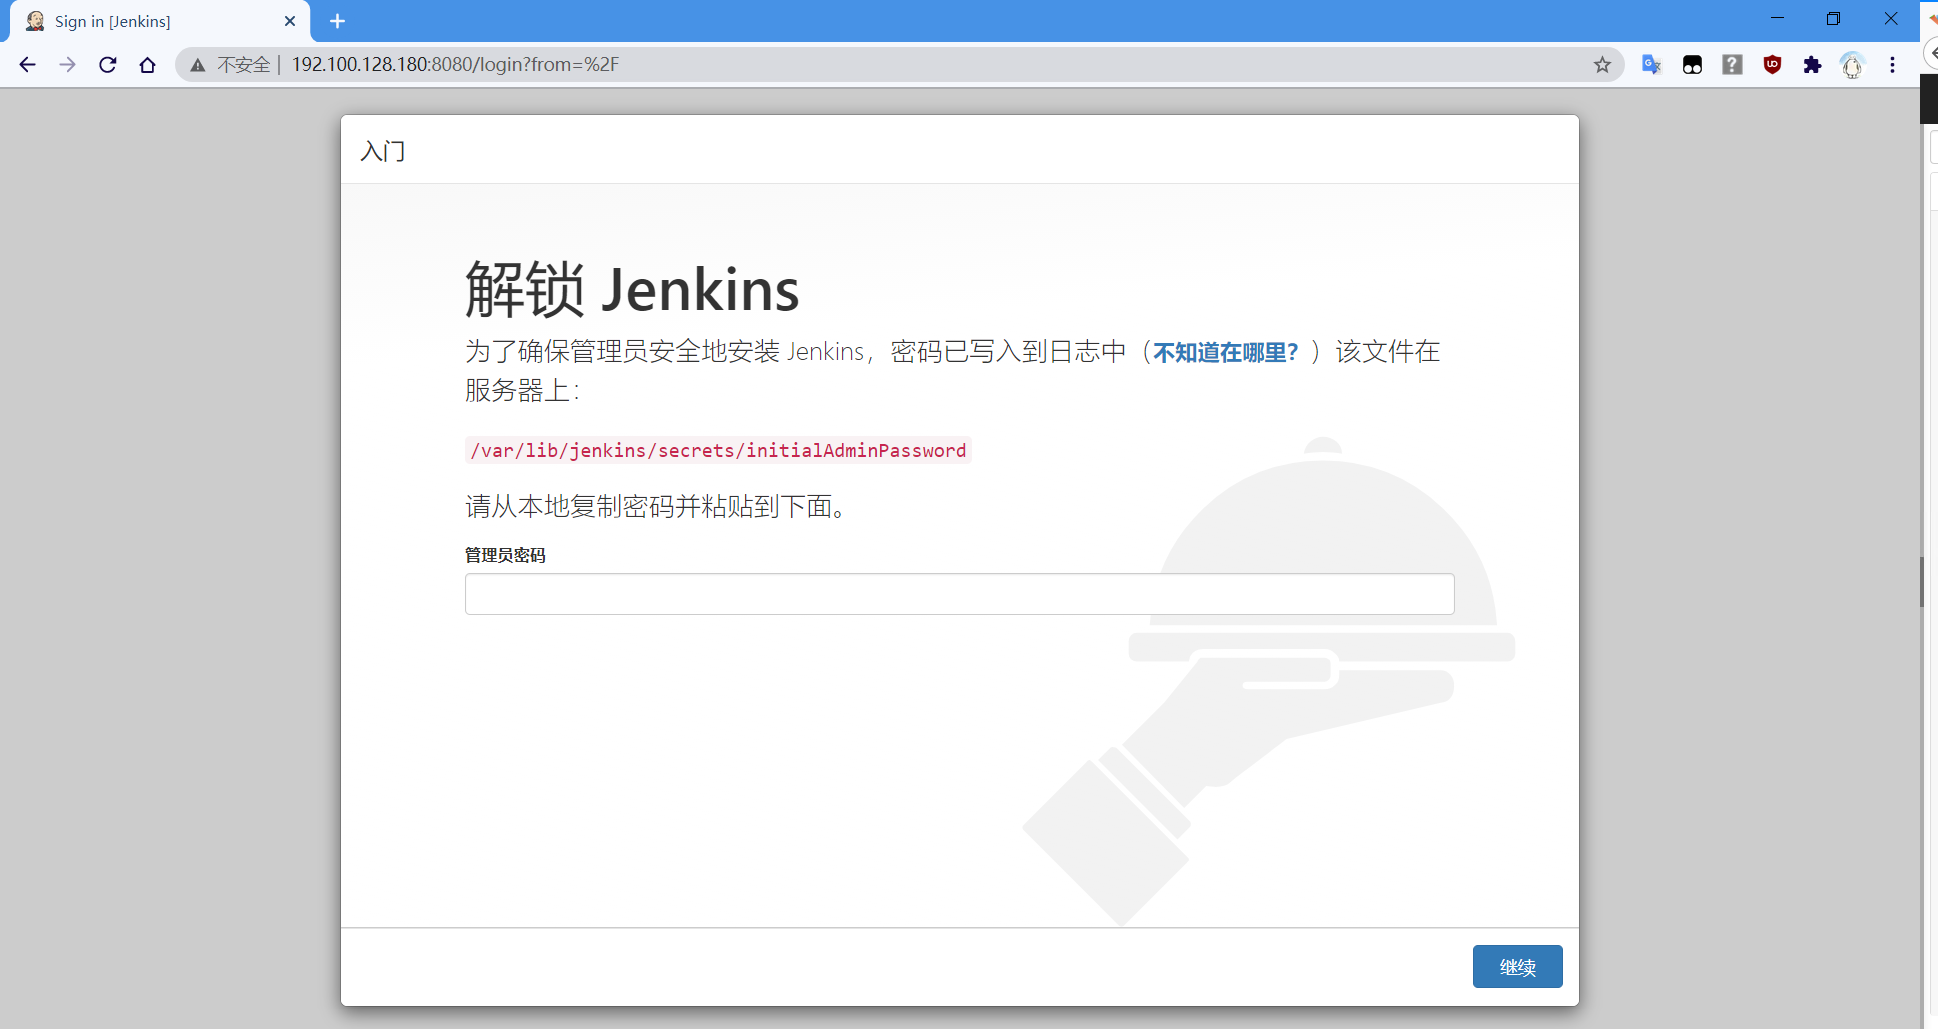 Sign in [Jenkins]
不安全 | 192.100.128.180:8080/login?from=%2F
入门
解锁 Jenkins
为了确保管理员安全地安装 Jenkins，密码已写入到日志中（不知道在哪里？）该文件在
服务器上：
/var/lib/jenkins/secrets/initialAdminPassword
请从本地复制密码并粘贴到下面。
管理员密码
继续